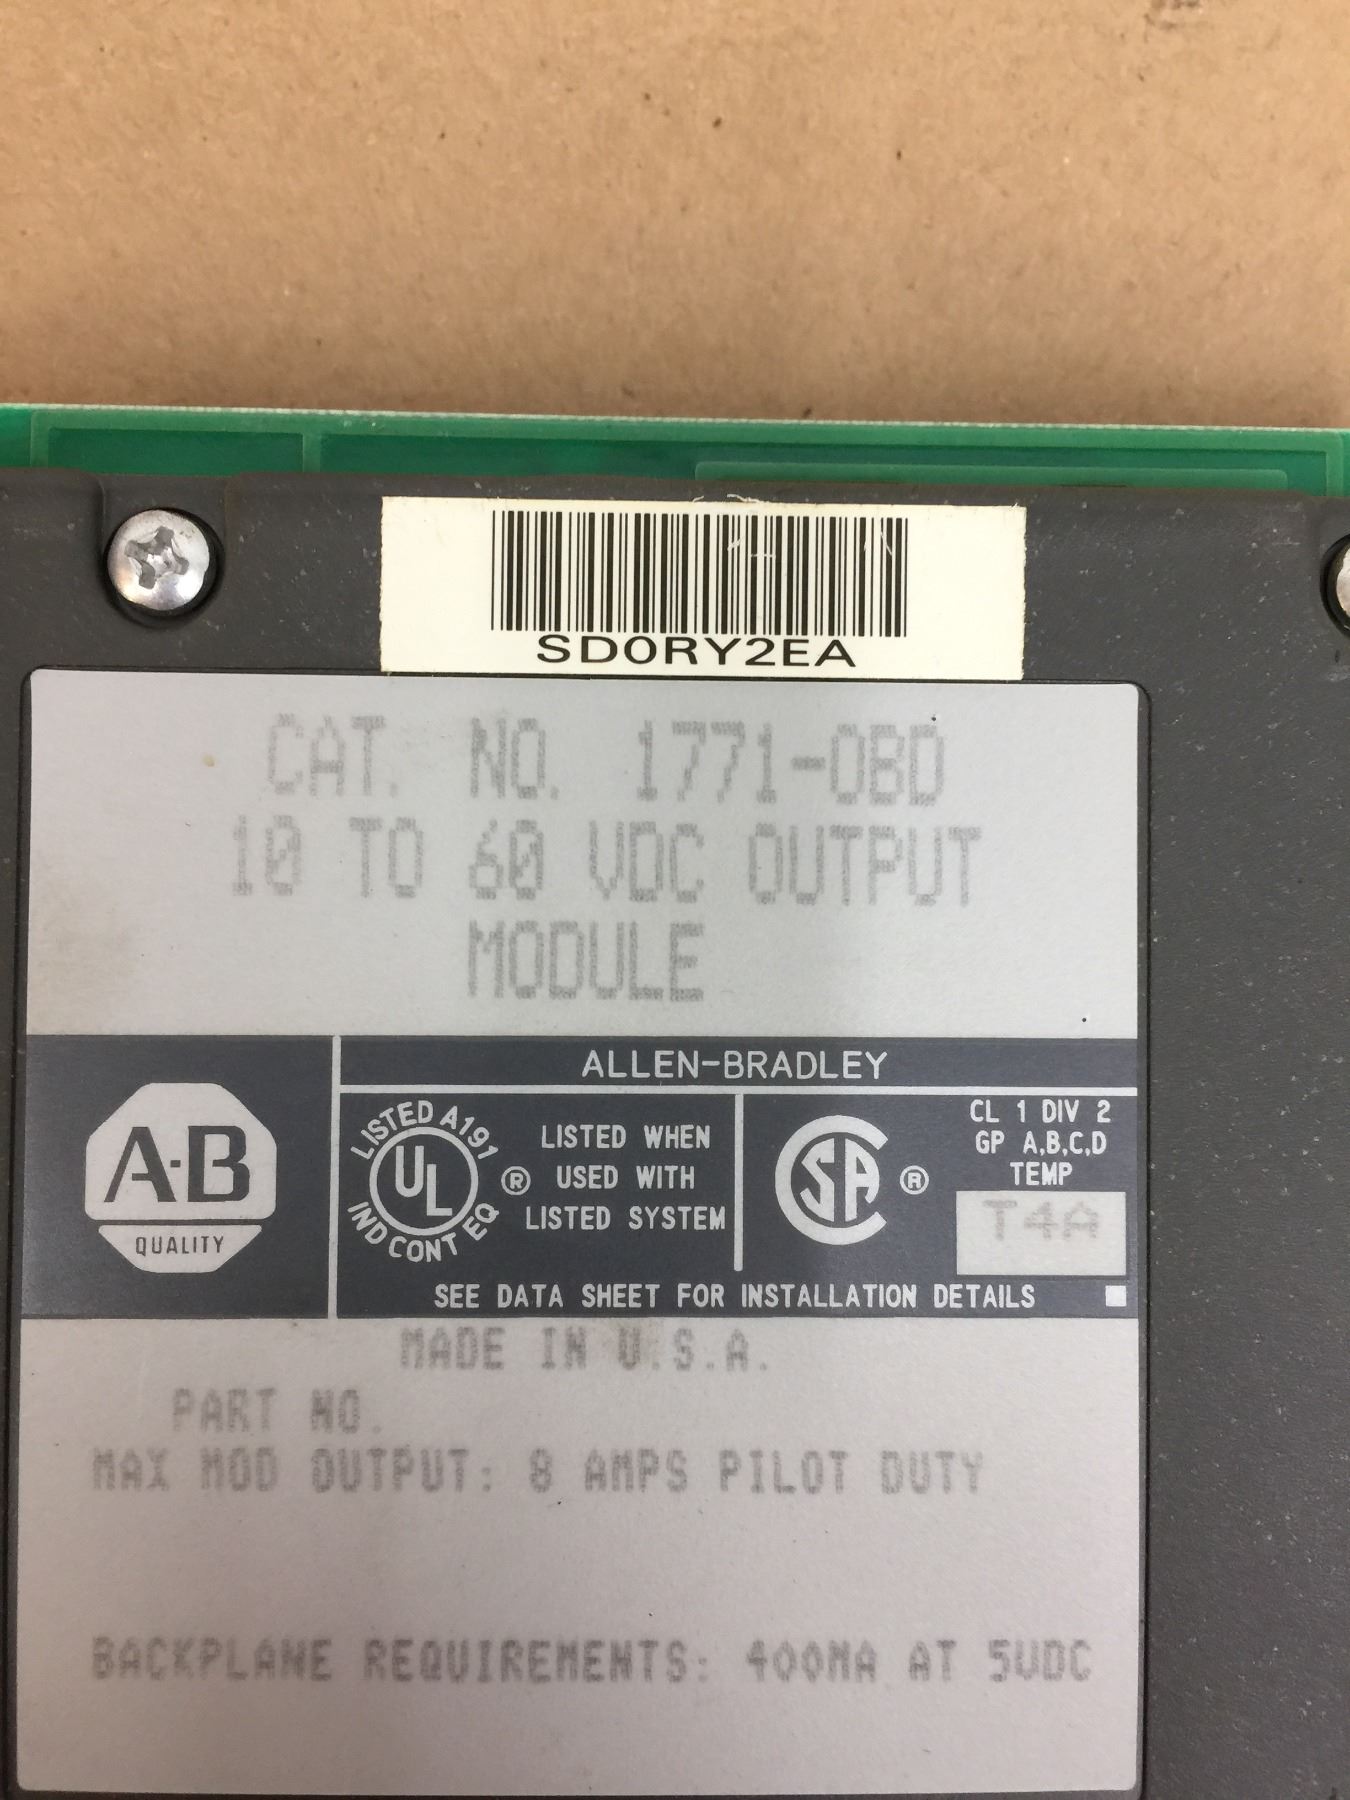 SD0RY2EA
CAT. NO. 1771-OBD
10 TO 60 VDC OUTPUT
MODULE
ALLEN-BRADLEY
A-B
QUALITY
LISTED A191
UL
IND CONT EQ
®
LISTED WHEN
USED WITH
LISTED SYSTEM
SA
®
CL 1 DIV 2
GP A,B,C,D
TEMP
T4A
SEE DATA SHEET FOR INSTALLATION DETAILS
MADE IN U.S.A.
PART NO.
MAX MOD OUTPUT: 8 AMPS PILOT DUTY
BACKPLANE REQUIREMENTS: 400MA AT 5VDC